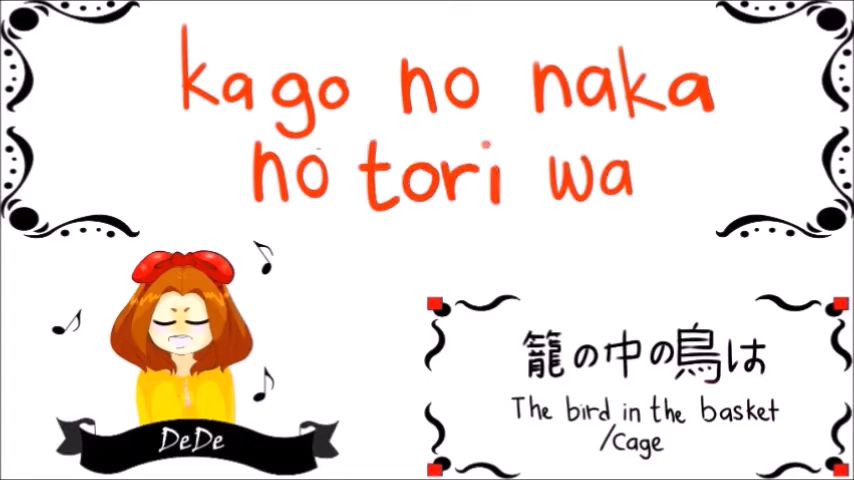 kago no naka
no tori wa
DeDe
籠の中の鳥は
The bird in the basket
/cage